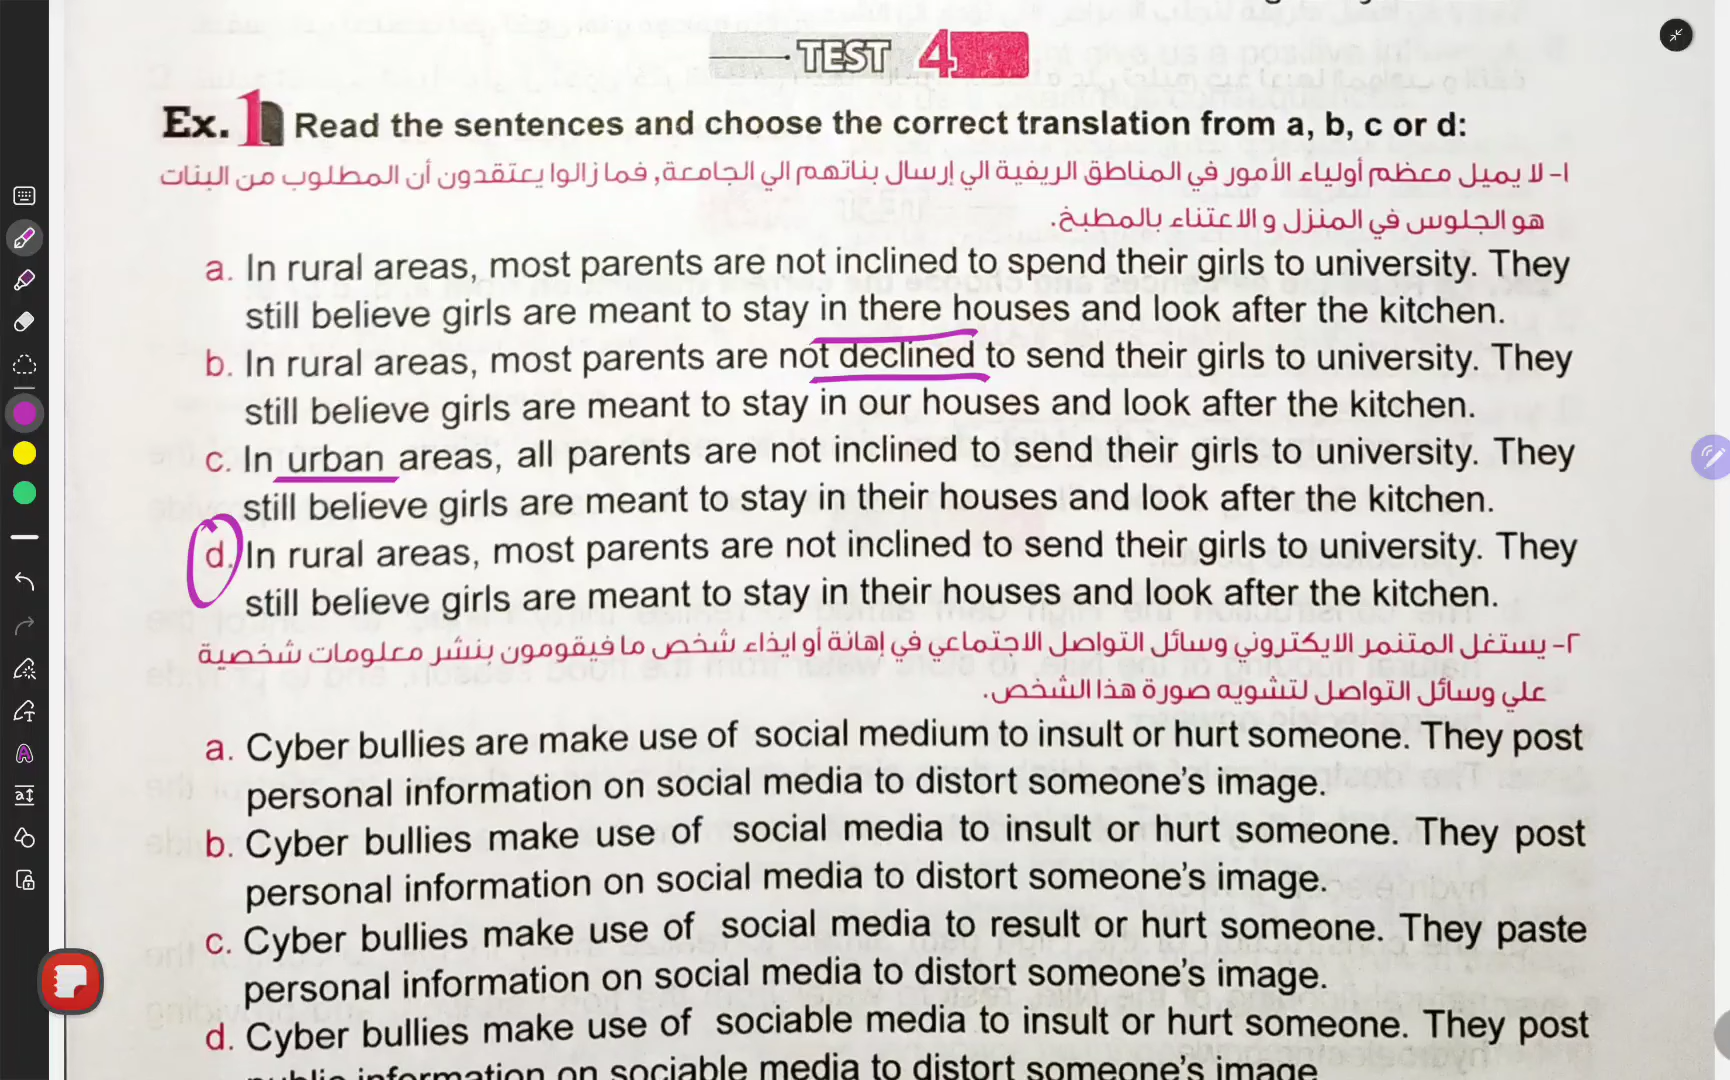 TEST 4
Ex. 1 Read the sentences and choose the correct translation from a, b, c or d:
١- لا يميل معظم أولياء الأمور في المناطق الريفية الي إرسال بناتهم الي الجامعة, فما زالوا يعتقدون أن المطلوب من البنات
هو الجلوس في المنزل و الاعتناء بالمطبخ.
a. In rural areas, most parents are not inclined to spend their girls to university. They
still believe girls are meant to stay in there houses and look after the kitchen.
b. In rural areas, most parents are not declined to send their girls to university. They
still believe girls are meant to stay in our houses and look after the kitchen.
c. In urban areas, all parents are not inclined to send their girls to university. They
still believe girls are meant to stay in their houses and look after the kitchen.
d. In rural areas, most parents are not inclined to send their girls to university. They
still believe girls are meant to stay in their houses and look after the kitchen.
٢- يستغل المتنمر الايكتروني وسائل التواصل الاجتماعي في إهانة أو ايذاء شخص ما فيقومون بنشر معلومات شخصية
علي وسائل التواصل لتشويه صورة هذا الشخص.
a. Cyber bullies are make use of social medium to insult or hurt someone. They post
personal information on social media to distort someone's image.
b. Cyber bullies make use of social media to insult or hurt someone. They post
personal information on social media to distort someone's image.
c. Cyber bullies make use of social media to result or hurt someone. They paste
personal information on social media to distort someone's image.
d. Cyber bullies make use of sociable media to insult or hurt someone. They post
public information on sociable media to distort someone's image